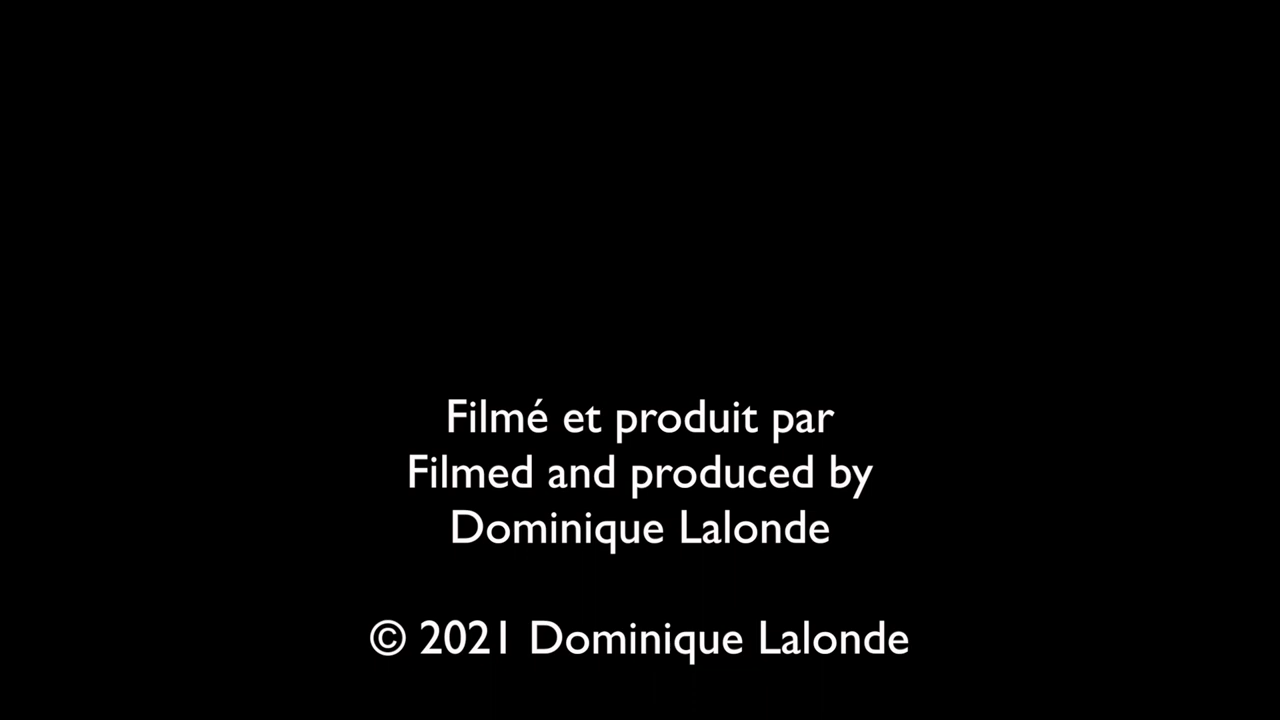 Filmé et produit par
Filmed and produced by
Dominique Lalonde
© 2021 Dominique Lalonde